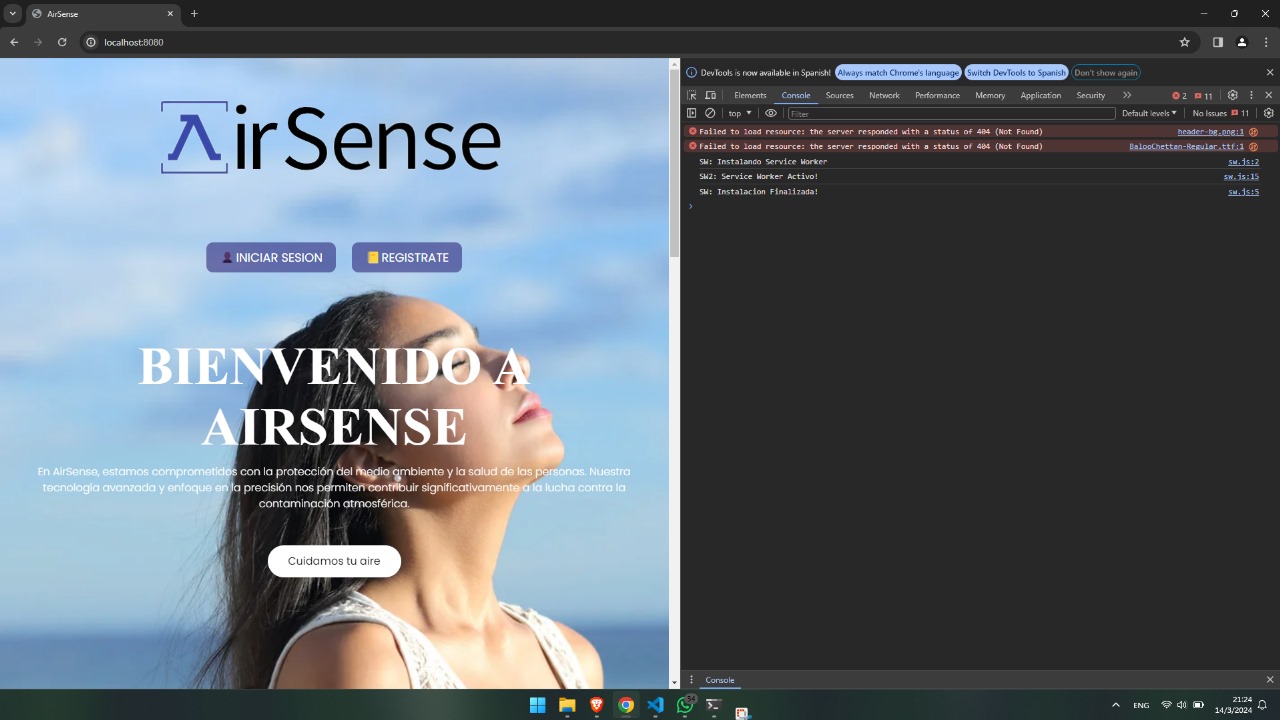 AirSense
localhost:8080
AirSense
INICIAR SESION
REGISTRATE
BIENVENIDO A
AIRSENSE
En AirSense, estamos comprometidos con la protección del medio ambiente y la salud de las personas. Nuestra
tecnología avanzada y enfoque en la precisión nos permiten contribuir significativamente a la lucha contra la
contaminación atmosférica.
Cuidamos tu aire
DevTools is now available in Spanish! Always match Chrome's language Switch DevTools to Spanish Don't show again
Elements Console Sources Network Performance Memory Application Security 2 11
top Filter Default levels No Issues 11
Failed to load resource: the server responded with a status of 404 (Not Found) header-bg.png:1
Failed to load resource: the server responded with a status of 404 (Not Found) BalooChettan-Regular.ttf:1
SW: Instalando Service Worker sw.js:2
SW2: Service Worker Activo! sw.js:15
SW: Instalacion Finalizada! sw.js:5
Console
21:24
14/3/2024